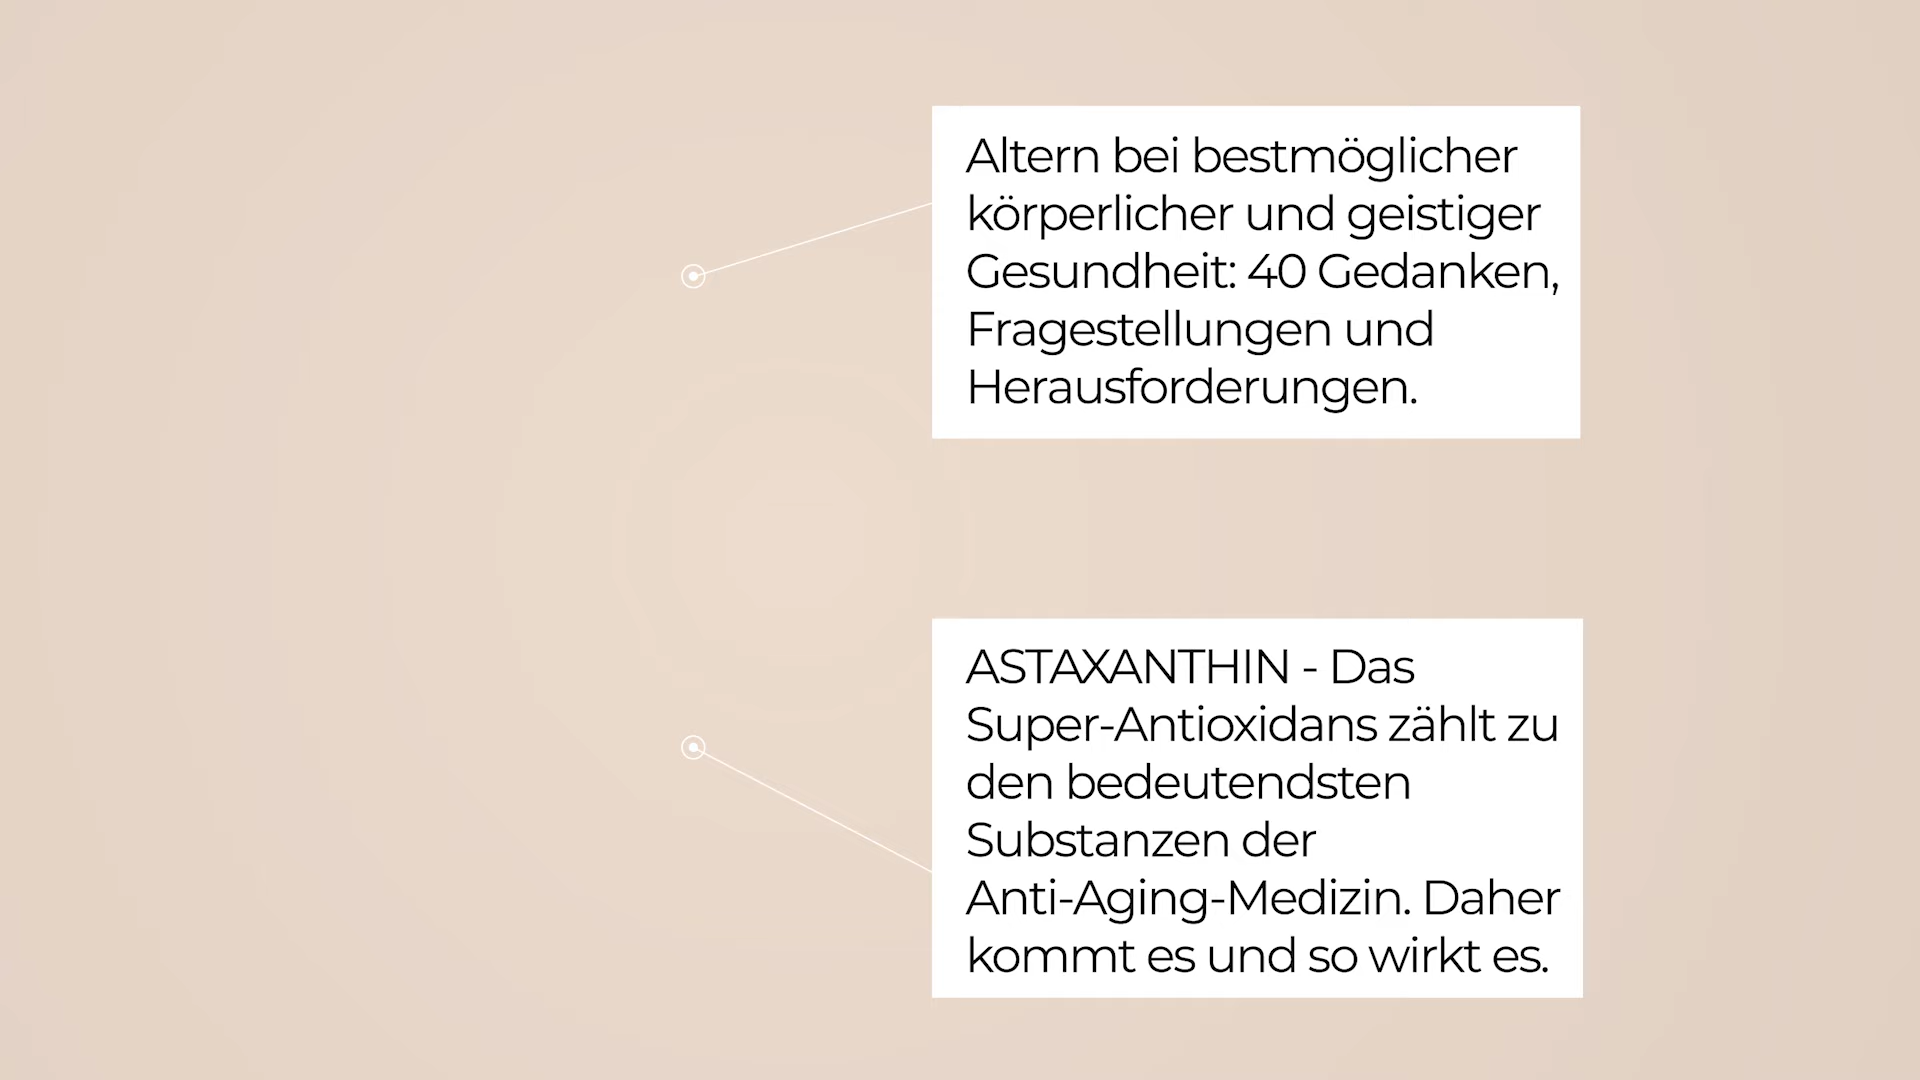 Altern bei bestmöglicher
körperlicher und geistiger
Gesundheit: 40 Gedanken,
Fragestellungen und
Herausforderungen.
ASTAXANTHIN - Das
Super-Antioxidans zählt zu
den bedeutendsten
Substanzen der
Anti-Aging-Medizin. Daher
kommt es und so wirkt es.